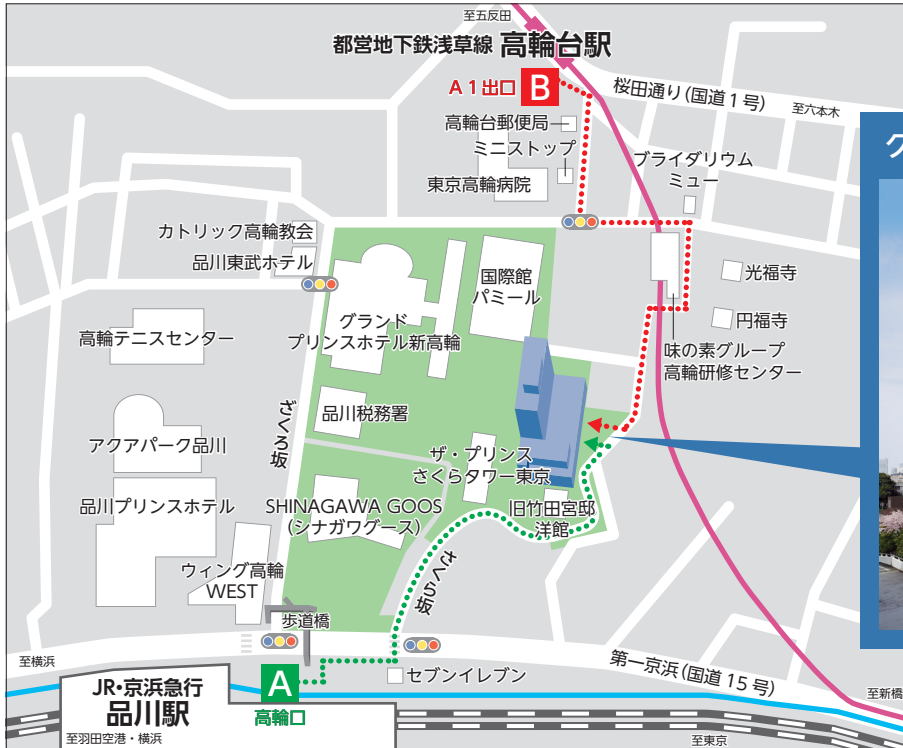 至五反田
都営地下鉄浅草線 高輪台駅
A1出口 B
桜田通り(国道1号)
至六本木
高輪台郵便局
ミニストップ
東京高輪病院
ブライダリウム
ミュー
カトリック高輪教会
品川東武ホテル
国際館
パミール
光福寺
円福寺
グランド
プリンスホテル新高輪
高輪テニスセンター
味の素グループ
高輪研修センター
ざくろ坂
品川税務署
アクアパーク品川
ザ・プリンス
さくらタワー東京
品川プリンスホテル
SHINAGAWA GOOS
(シナガワグース)
旧竹田宮邸
洋館
さくら坂
ウィング高輪
WEST
歩道橋
至横浜
セブンイレブン
第一京浜(国道15号)
至新橋
JR・京浜急行
品川駅
A
高輪口
至羽田空港・横浜
至東京